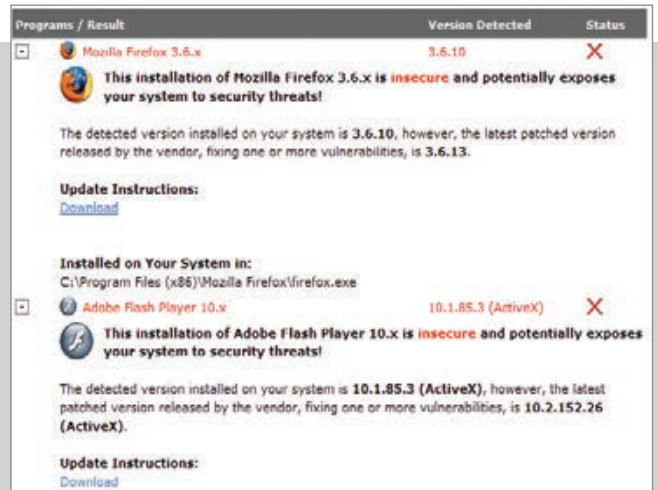 Programs / Result Version Detected Status
Mozilla Firefox 3.6.x 3.6.10
This installation of Mozilla Firefox 3.6.x is insecure and potentially exposes
your system to security threats!
The detected version installed on your system is 3.6.10, however, the latest patched version
released by the vendor, fixing one or more vulnerabilities, is 3.6.13.
Update Instructions:
Download
Installed on Your System in:
C:\Program Files (x86)\Mozilla Firefox\firefox.exe
Adobe Flash Player 10.x 10.1.85.3 (ActiveX)
This installation of Adobe Flash Player 10.x is insecure and potentially exposes
your system to security threats!
The detected version installed on your system is 10.1.85.3 (ActiveX), however, the latest
patched version released by the vendor, fixing one or more vulnerabilities, is 10.2.152.26
(ActiveX).
Update Instructions:
Download